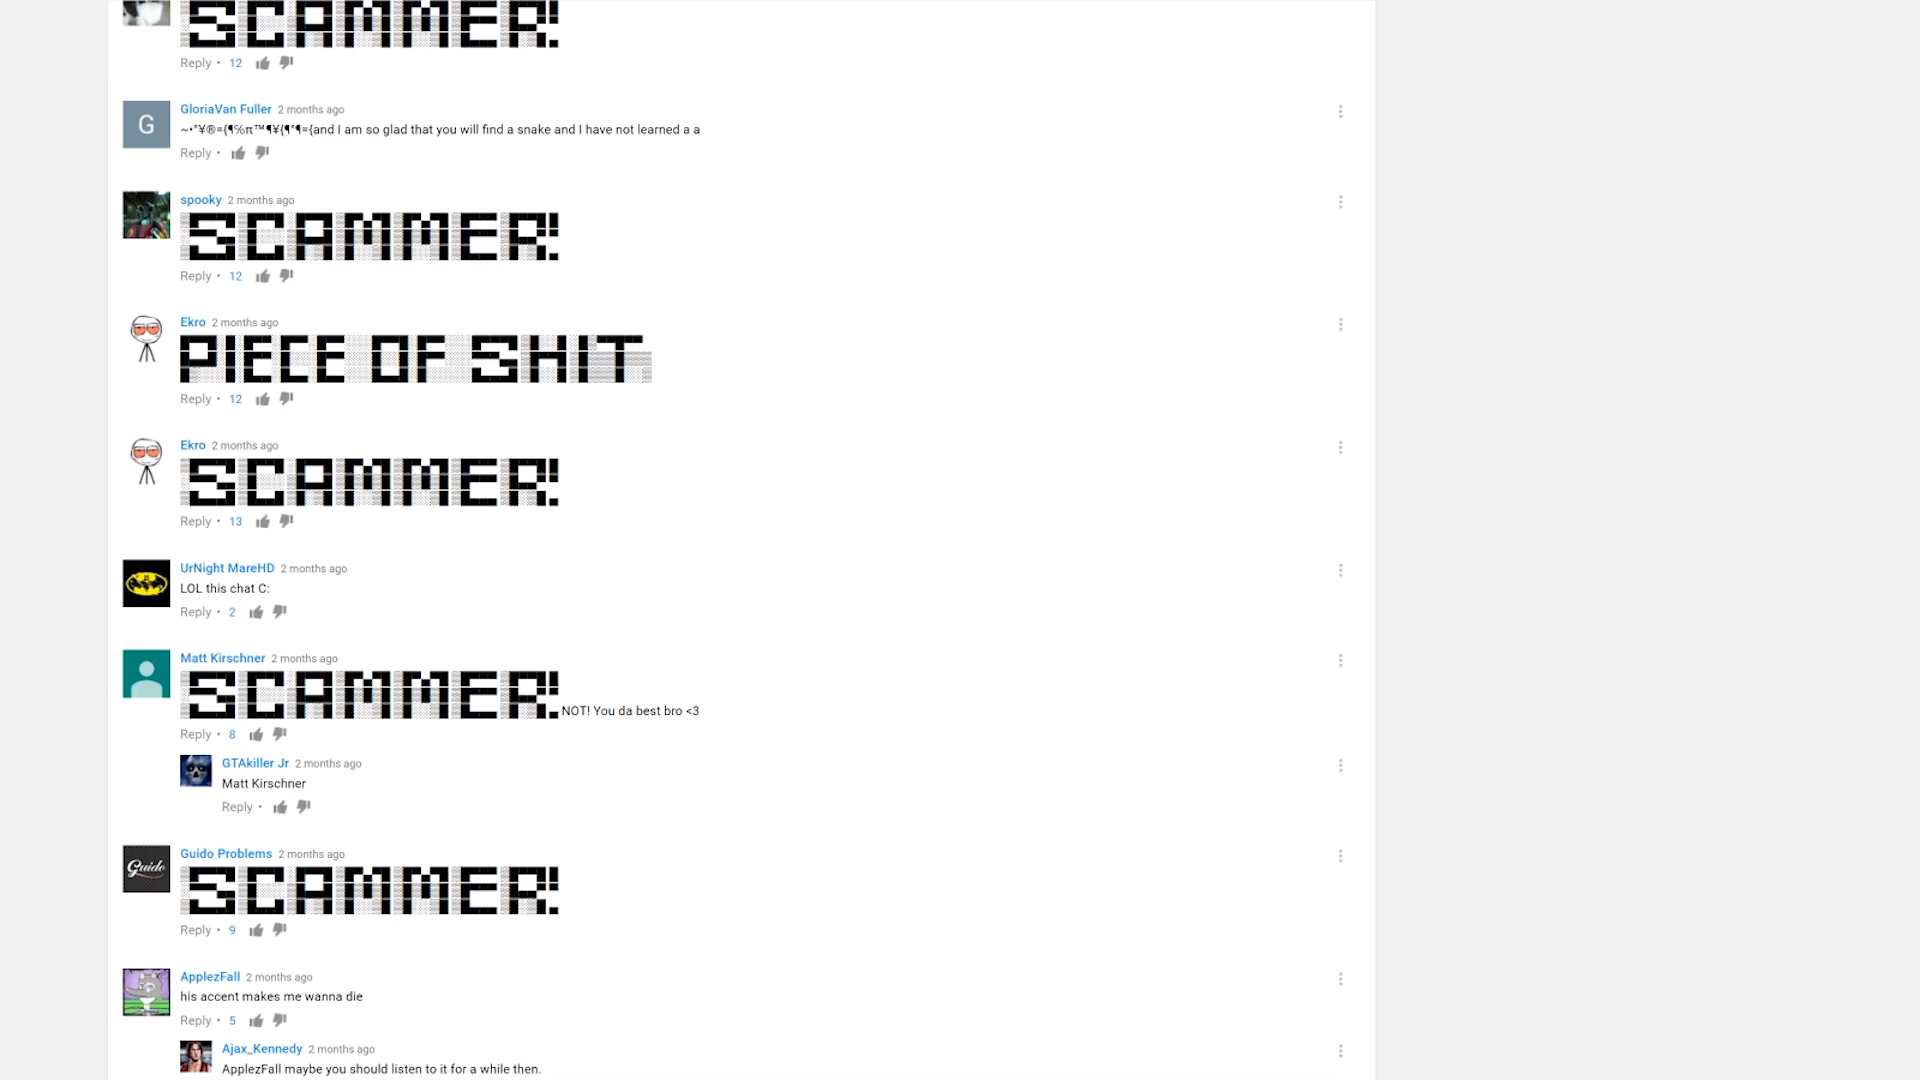 SCAMMER!
Reply • 12
GloriaVan Fuller 2 months ago
G
~•°¥®={¶℅π™¶¥{¶°¶={and I am so glad that you will find a snake and I have not learned a a
Reply •
spooky 2 months ago
SCAMMER!
Reply • 12
Ekro 2 months ago
PIECE OF SHIT
Reply • 12
Ekro 2 months ago
SCAMMER!
Reply • 13
UrNight MareHD 2 months ago
LOL this chat C:
Reply • 2
Matt Kirschner 2 months ago
SCAMMER! NOT! You da best bro <3
Reply • 8
GTAkiller Jr 2 months ago
Matt Kirschner
Reply •
Guido Problems 2 months ago
Guido
SCAMMER!
Reply • 9
ApplezFall 2 months ago
his accent makes me wanna die
Reply • 5
Ajax_Kennedy 2 months ago
ApplezFall maybe you should listen to it for a while then.